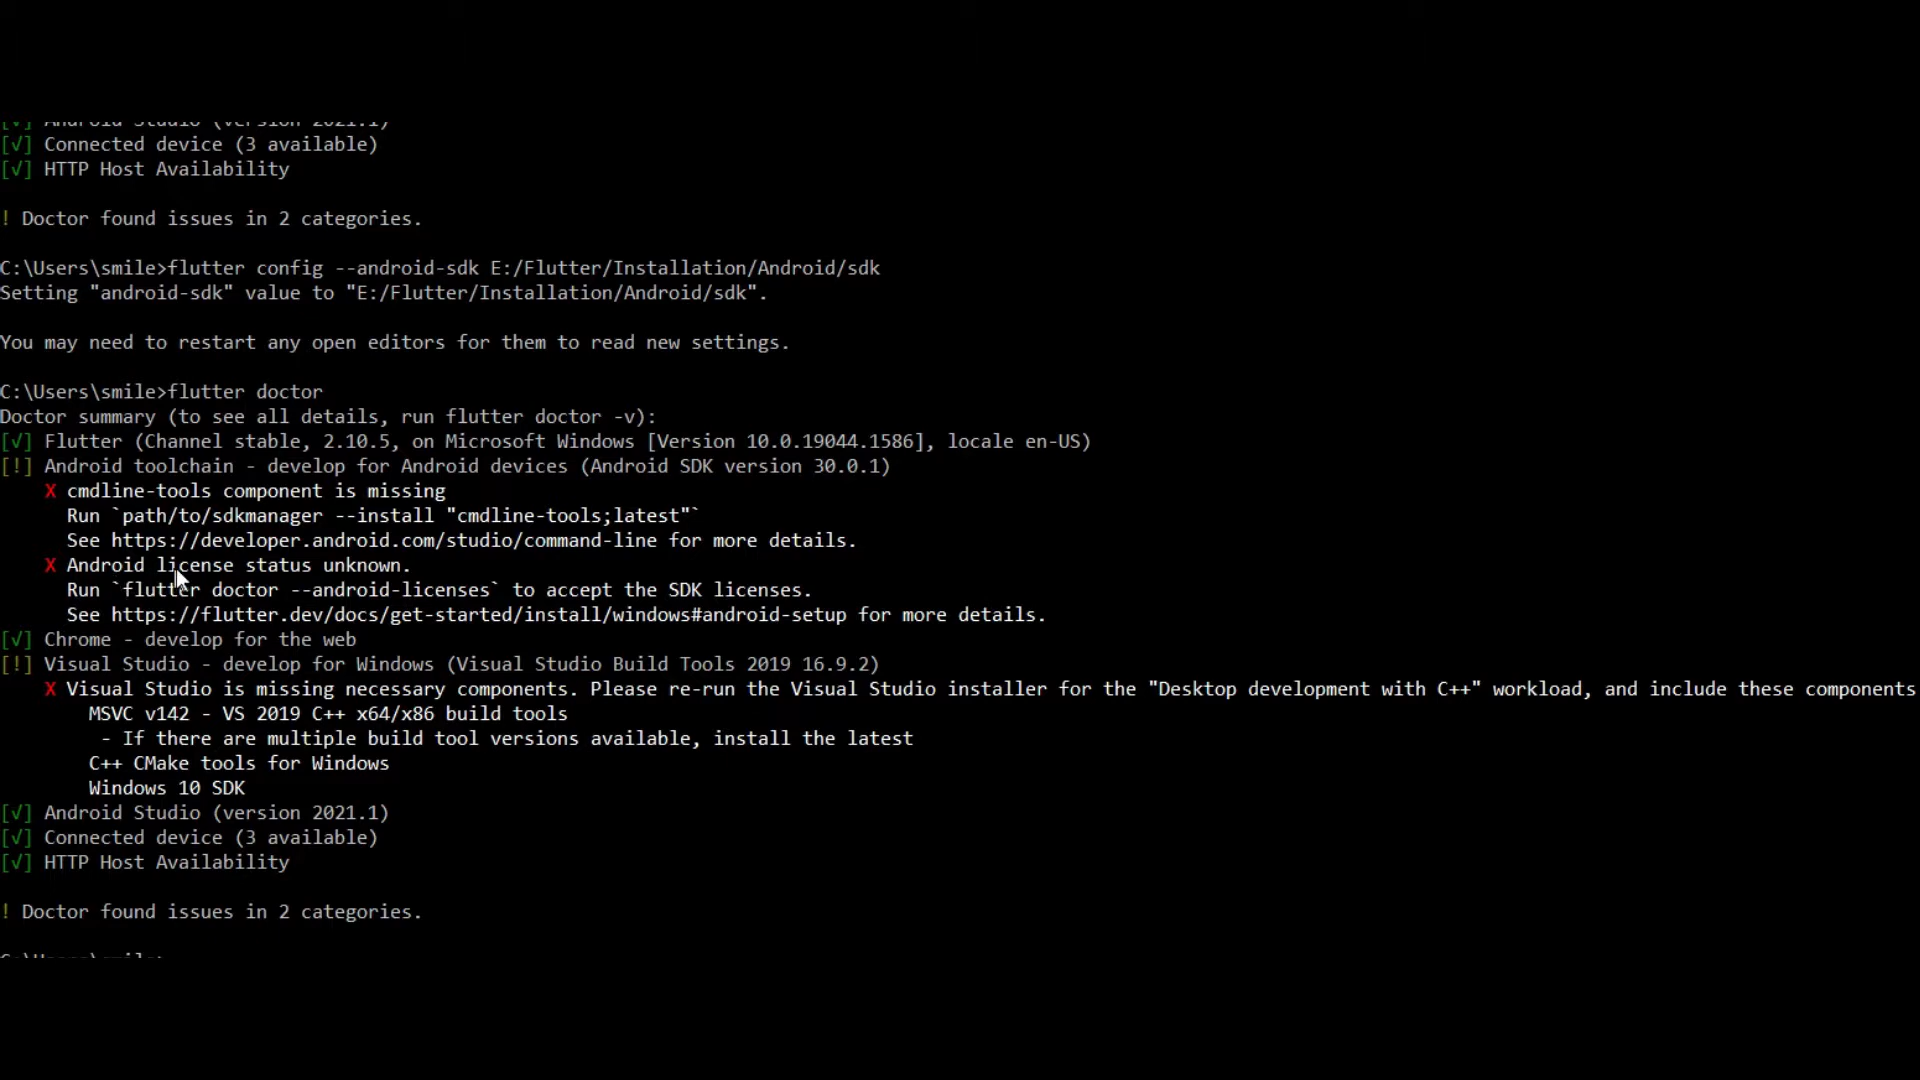 [√] Android Studio (version 2021.1)
[√] Connected device (3 available)
[√] HTTP Host Availability
! Doctor found issues in 2 categories.
C:\Users\smile>flutter config --android-sdk E:/Flutter/Installation/Android/sdk
Setting "android-sdk" value to "E:/Flutter/Installation/Android/sdk".
You may need to restart any open editors for them to read new settings.
C:\Users\smile>flutter doctor
Doctor summary (to see all details, run flutter doctor -v):
[√] Flutter (Channel stable, 2.10.5, on Microsoft Windows [Version 10.0.19044.1586], locale en-US)
[!] Android toolchain - develop for Android devices (Android SDK version 30.0.1)
X cmdline-tools component is missing
Run `path/to/sdkmanager --install "cmdline-tools;latest"`
See https://developer.android.com/studio/command-line for more details.
X Android license status unknown.
Run `flutter doctor --android-licenses` to accept the SDK licenses.
See https://flutter.dev/docs/get-started/install/windows#android-setup for more details.
[√] Chrome - develop for the web
[!] Visual Studio - develop for Windows (Visual Studio Build Tools 2019 16.9.2)
X Visual Studio is missing necessary components. Please re-run the Visual Studio installer for the "Desktop development with C++" workload, and include these components
MSVC v142 - VS 2019 C++ x64/x86 build tools
- If there are multiple build tool versions available, install the latest
C++ CMake tools for Windows
Windows 10 SDK
[√] Android Studio (version 2021.1)
[√] Connected device (3 available)
[√] HTTP Host Availability
! Doctor found issues in 2 categories.
C:\Users\smile>